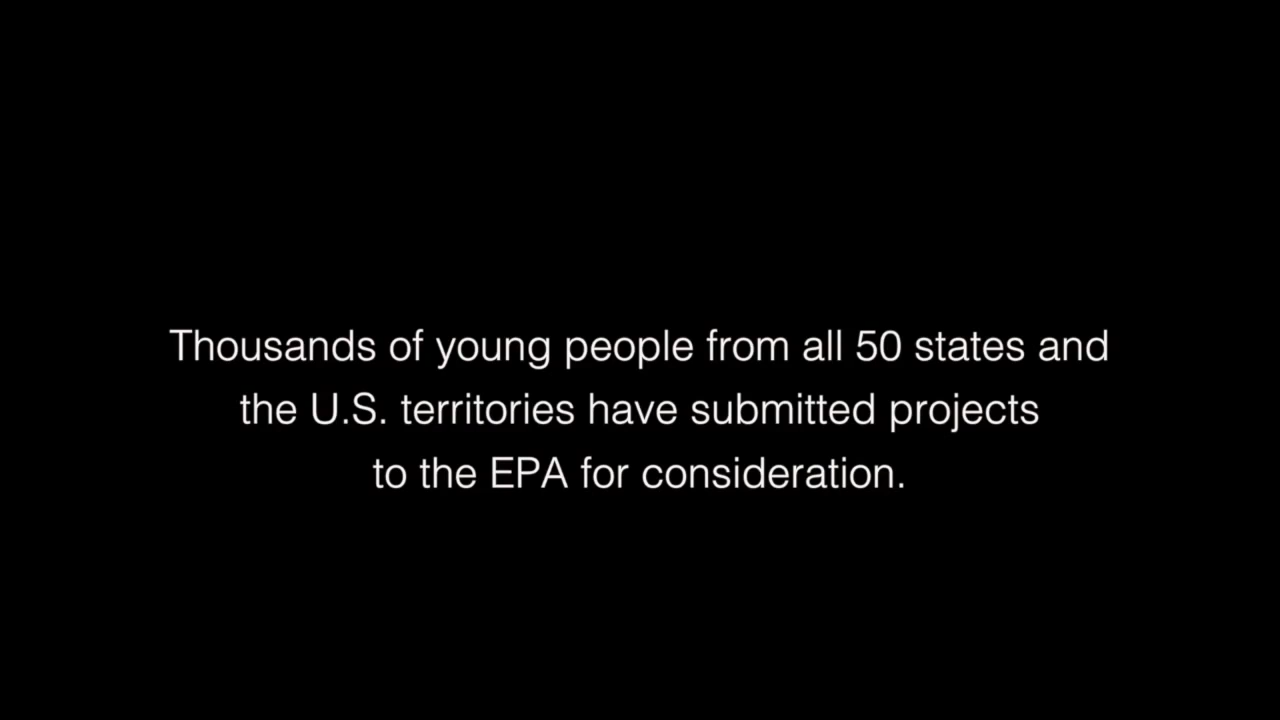 Thousands of young people from all 50 states and
the U.S. territories have submitted projects
to the EPA for consideration.